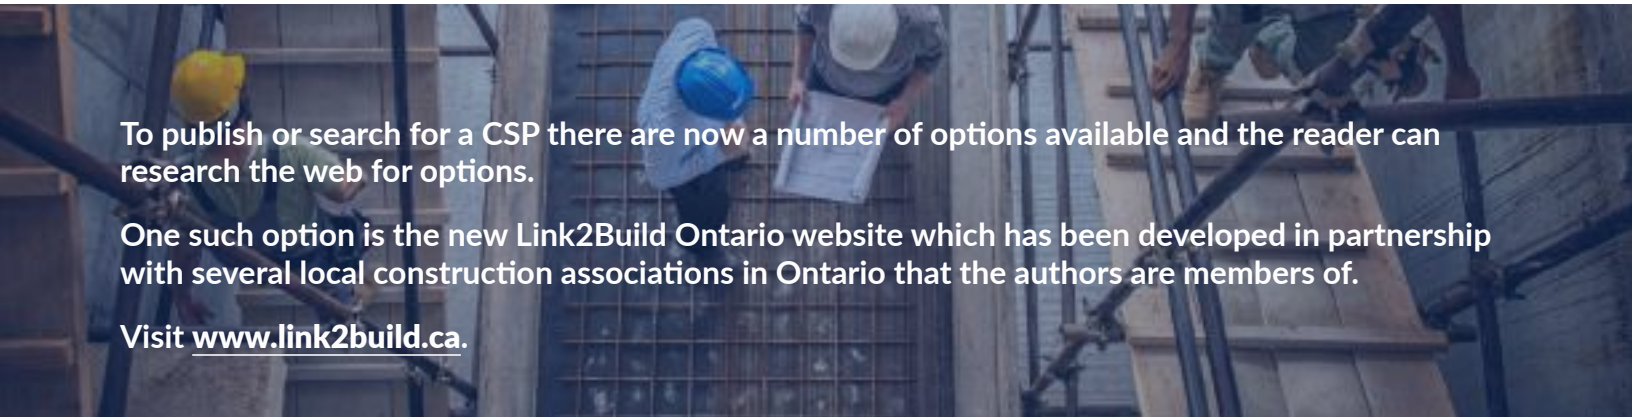 To publish or search for a CSP there are now a number of options available and the reader can
research the web for options.
One such option is the new Link2Build Ontario website which has been developed in partnership
with several local construction associations in Ontario that the authors are members of.
Visit www.link2build.ca.